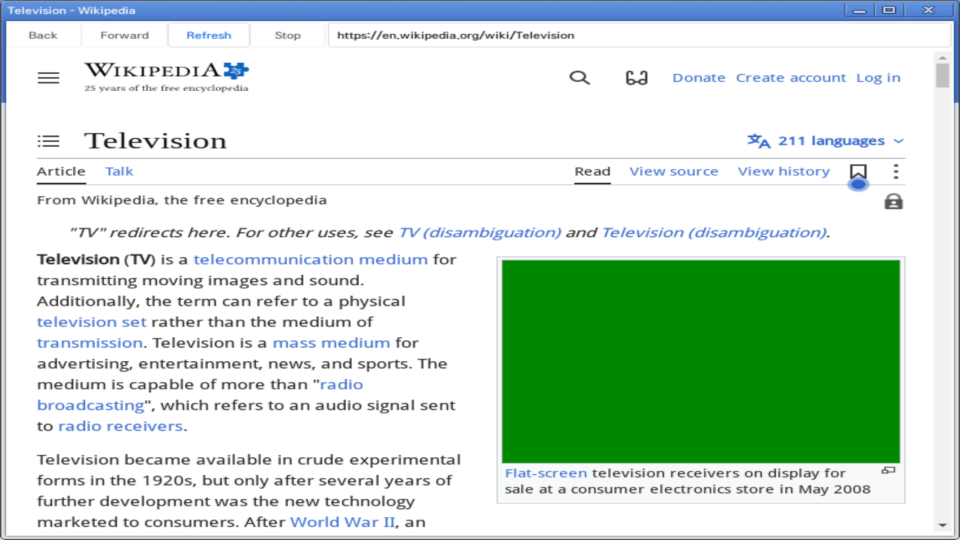 Television - Wikipedia
Back Forward Refresh Stop https://en.wikipedia.org/wiki/Television
WIKIPEDIA
25 years of the free encyclopedia
Donate Create account Log in
Television
211 languages
Article Talk Read View source View history
From Wikipedia, the free encyclopedia
"TV" redirects here. For other uses, see TV (disambiguation) and Television (disambiguation).
Television (TV) is a telecommunication medium for
transmitting moving images and sound.
Additionally, the term can refer to a physical
television set rather than the medium of
transmission. Television is a mass medium for
advertising, entertainment, news, and sports. The
medium is capable of more than "radio
broadcasting", which refers to an audio signal sent
to radio receivers.
Television became available in crude experimental
forms in the 1920s, but only after several years of
further development was the new technology
marketed to consumers. After World War II, an
Flat-screen television receivers on display for
sale at a consumer electronics store in May 2008